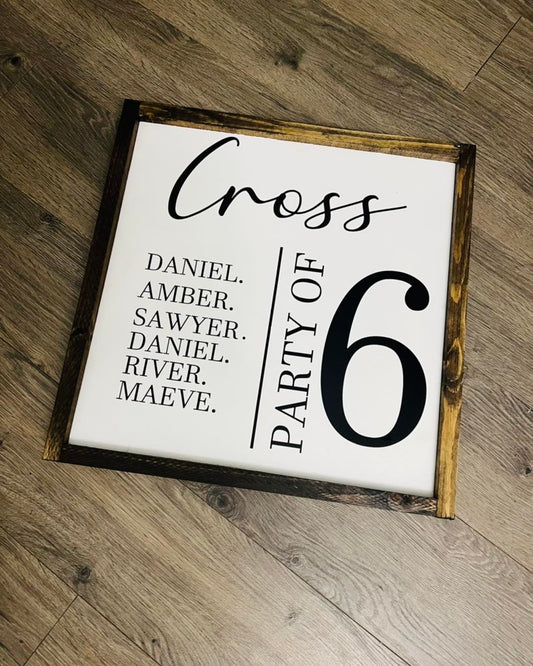 Cross
DANIEL.
AMBER.
SAWYER.
DANIEL.
RIVER.
MAEVE.
PARTY OF
6